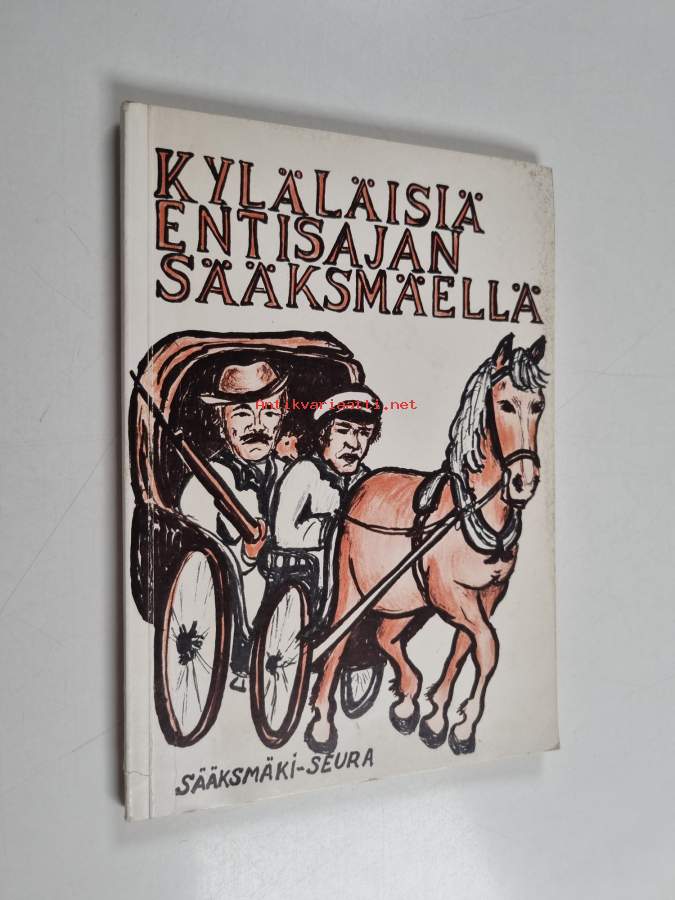 KYLÄLÄISIÄ
ENTISAJAN
SÄÄKSMÄELLÄ
Antikvariaatti.net
SÄÄKSMÄKi-SEURA